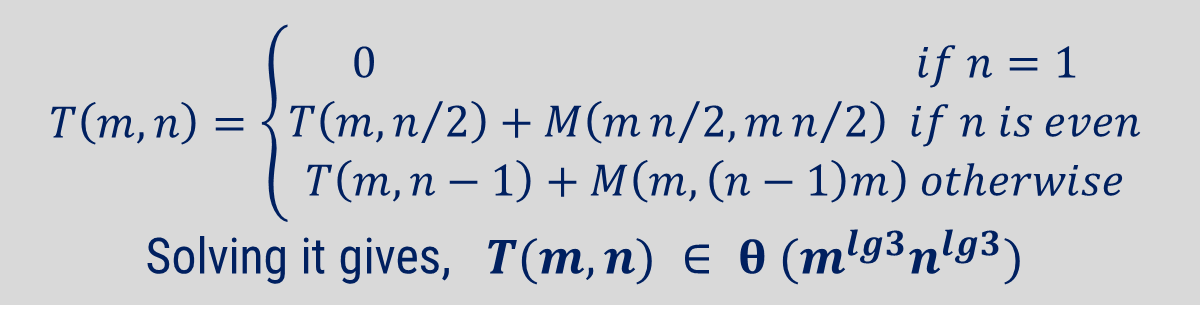 0 if n = 1
T(m, n) = { T(m, n/2) + M(m n/2, m n/2) if n is even
T(m, n − 1) + M(m, (n − 1)m) otherwise
Solving it gives, T(m, n) ∈ θ (m^lg3 n^lg3)